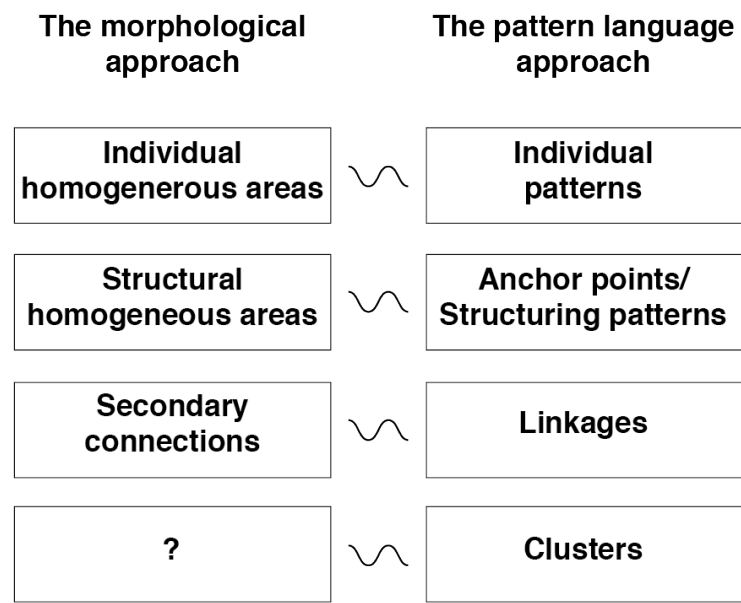 The morphological
approach
The pattern language
approach
Individual
homogenerous areas
Individual
patterns
Structural
homogeneous areas
Anchor points/
Structuring patterns
Secondary
connections
Linkages
?
Clusters